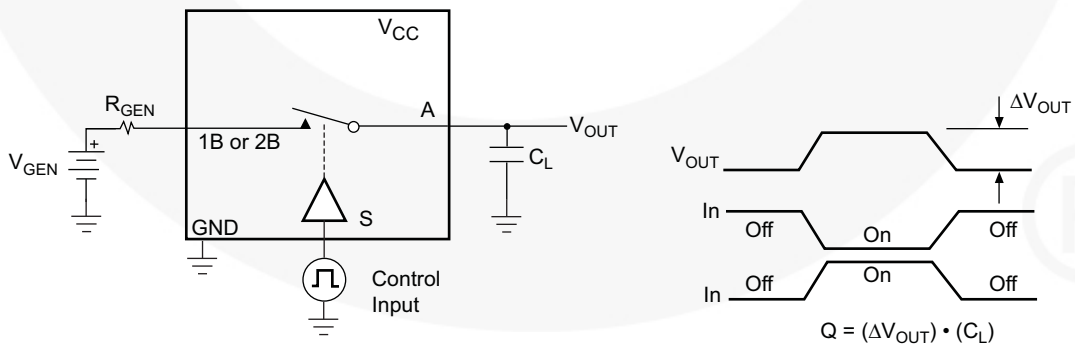 V_CC
R_GEN
1B or 2B
A
V_OUT
V_GEN
+
C_L
GND
S
Control
Input
ΔV_OUT
V_OUT
In
Off
On
Off
In
Off
On
Off
Q = (ΔV_OUT) • (C_L)